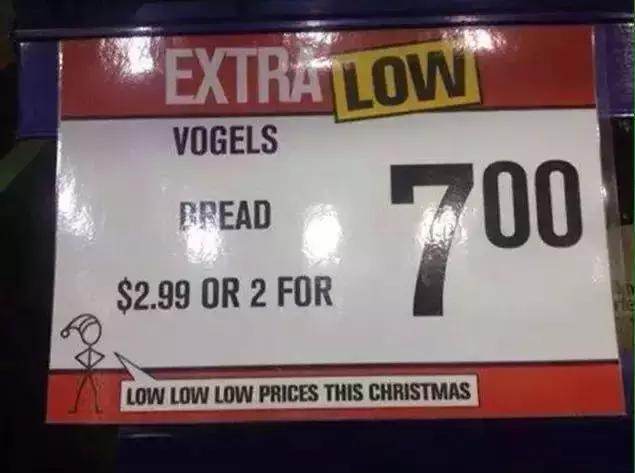 EXTRA LOW
VOGELS
BREAD
$2.99 OR 2 FOR
7.00
LOW LOW LOW PRICES THIS CHRISTMAS